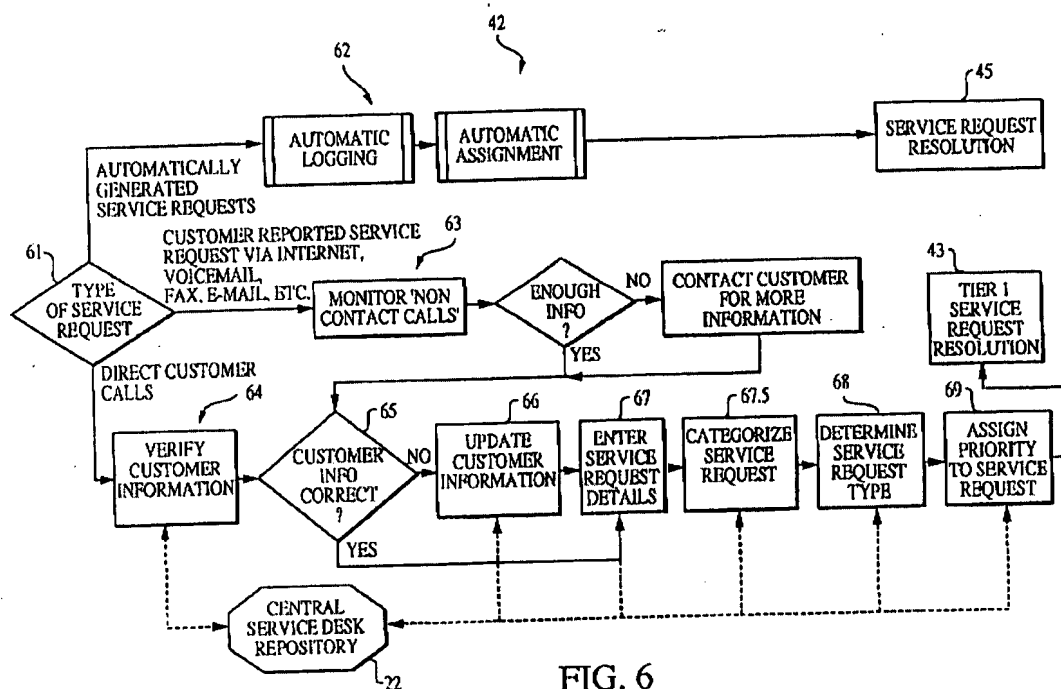 42
62
45
AUTOMATIC
LOGGING
AUTOMATIC
ASSIGNMENT
SERVICE REQUEST
RESOLUTION
AUTOMATICALLY
GENERATED
SERVICE REQUESTS
61
TYPE
OF SERVICE
REQUEST
CUSTOMER REPORTED SERVICE
REQUEST VIA INTERNET,
VOICEMAIL,
FAX, E-MAIL, ETC.
63
MONITOR 'NON
CONTACT CALLS'
ENOUGH
INFO
?
NO
YES
CONTACT CUSTOMER
FOR MORE
INFORMATION
43
TIER 1
SERVICE
REQUEST
RESOLUTION
DIRECT CUSTOMER
CALLS
64
VERIFY
CUSTOMER
INFORMATION
65
CUSTOMER
INFO
CORRECT
?
NO
YES
66
UPDATE
CUSTOMER
INFORMATION
67
ENTER
SERVICE
REQUEST
DETAILS
67.5
CATEGORIZE
SERVICE
REQUEST
68
DETERMINE
SERVICE
REQUEST
TYPE
69
ASSIGN
PRIORITY
TO SERVICE
REQUEST
CENTRAL
SERVICE DESK
REPOSITORY
22
FIG. 6